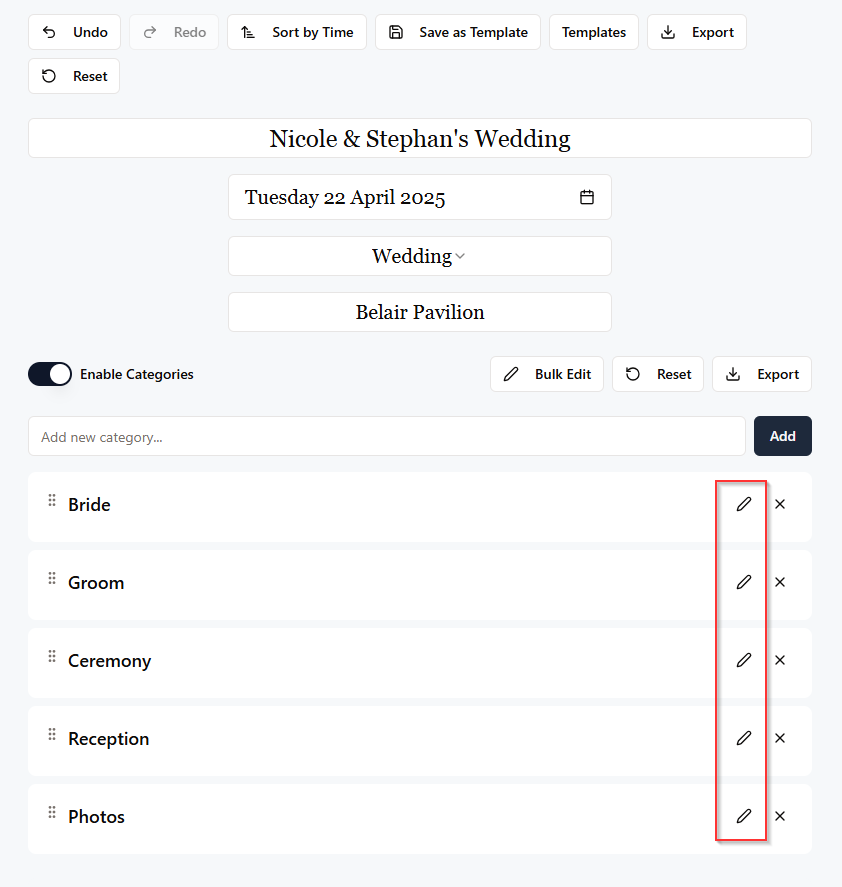 Undo Redo Sort by Time Save as Template Templates Export
Reset
Nicole & Stephan's Wedding
Tuesday 22 April 2025
Wedding
Belair Pavilion
Enable Categories Bulk Edit Reset Export
Add new category... Add
Bride
Groom
Ceremony
Reception
Photos